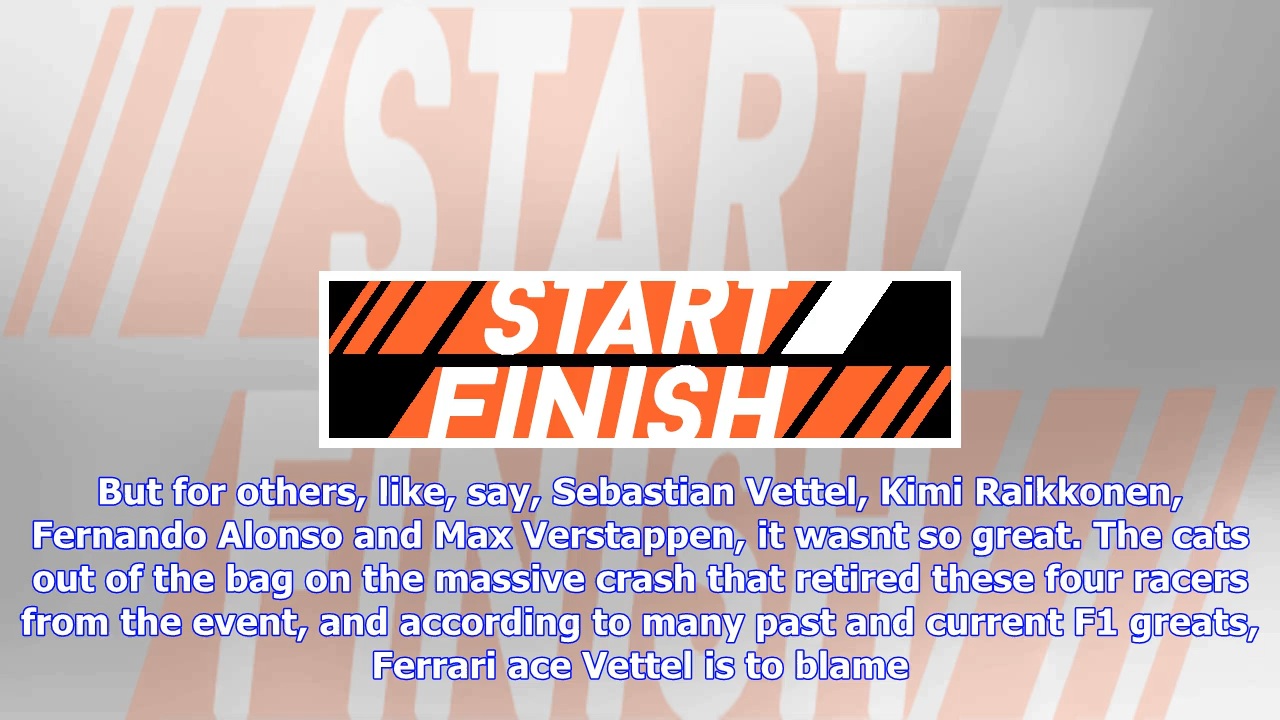 START
FINISH
START
FINISH
But for others, like, say, Sebastian Vettel, Kimi Raikkonen,
Fernando Alonso and Max Verstappen, it wasnt so great. The cats
out of the bag on the massive crash that retired these four racers
from the event, and according to many past and current F1 greats,
Ferrari ace Vettel is to blame